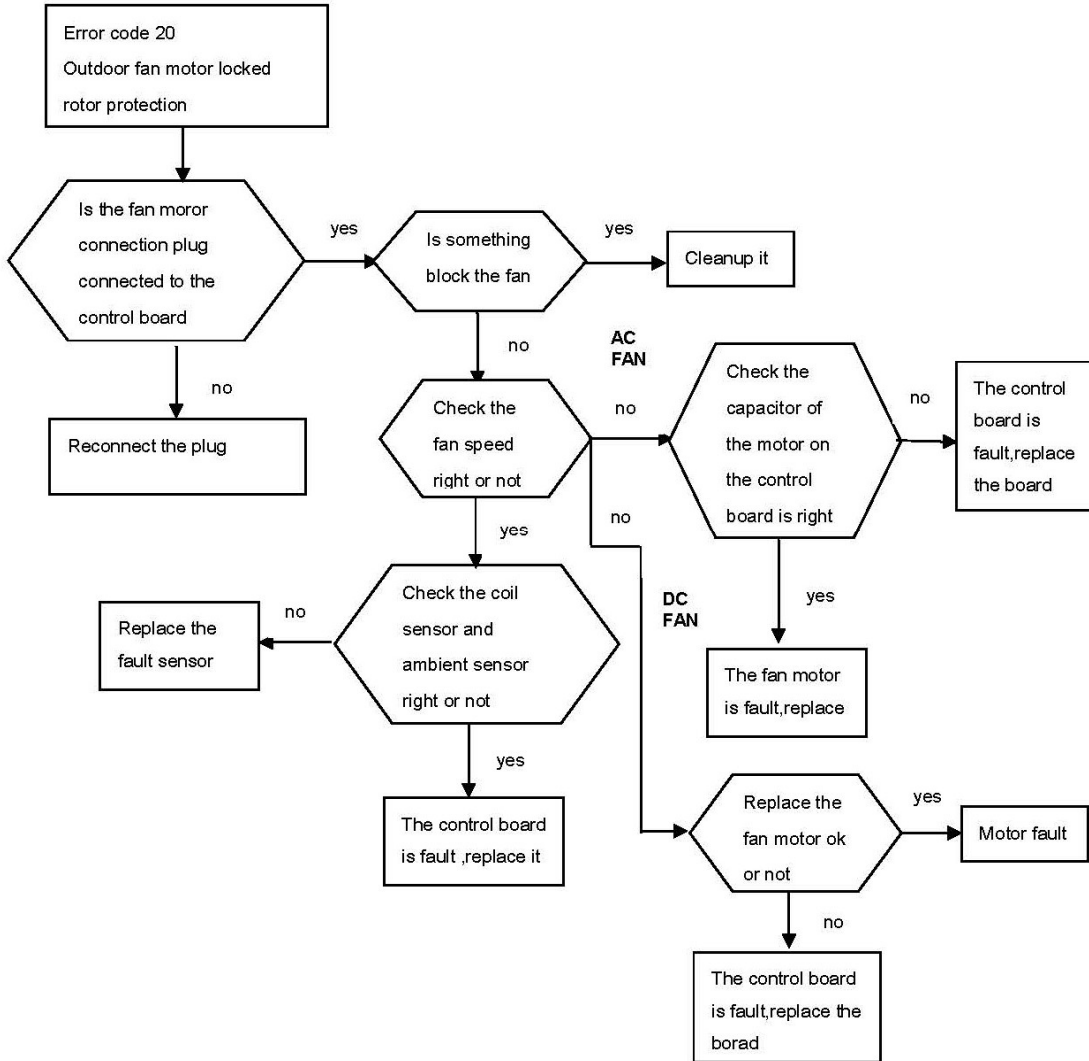 Error code 20
Outdoor fan motor locked
rotor protection
Is the fan moror
connection plug
connected to the
control board
yes
Is something
block the fan
yes
Cleanup it
no
Reconnect the plug
no
Check the
fan speed
right or not
AC
FAN
no
Check the
capacitor of
the motor on
the control
board is right
no
The control
board is
fault,replace
the board
yes
The fan motor
is fault,replace
yes
Check the coil
sensor and
ambient sensor
right or not
no
Replace the
fault sensor
yes
The control board
is fault ,replace it
no
DC
FAN
Replace the
fan motor ok
or not
yes
Motor fault
no
The control board
is fault,replace the
borad